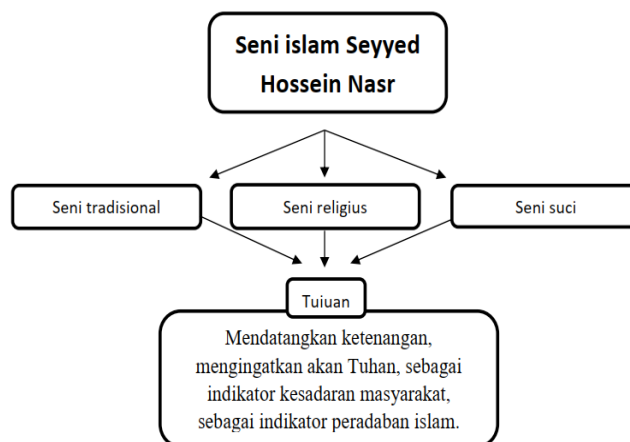 Seni islam Seyyed
Hossein Nasr
Seni tradisional
Seni religius
Seni suci
Tuiuan
Mendatangkan ketenangan,
mengingatkan akan Tuhan, sebagai
indikator kesadaran masyarakat,
sebagai indikator peradaban islam.